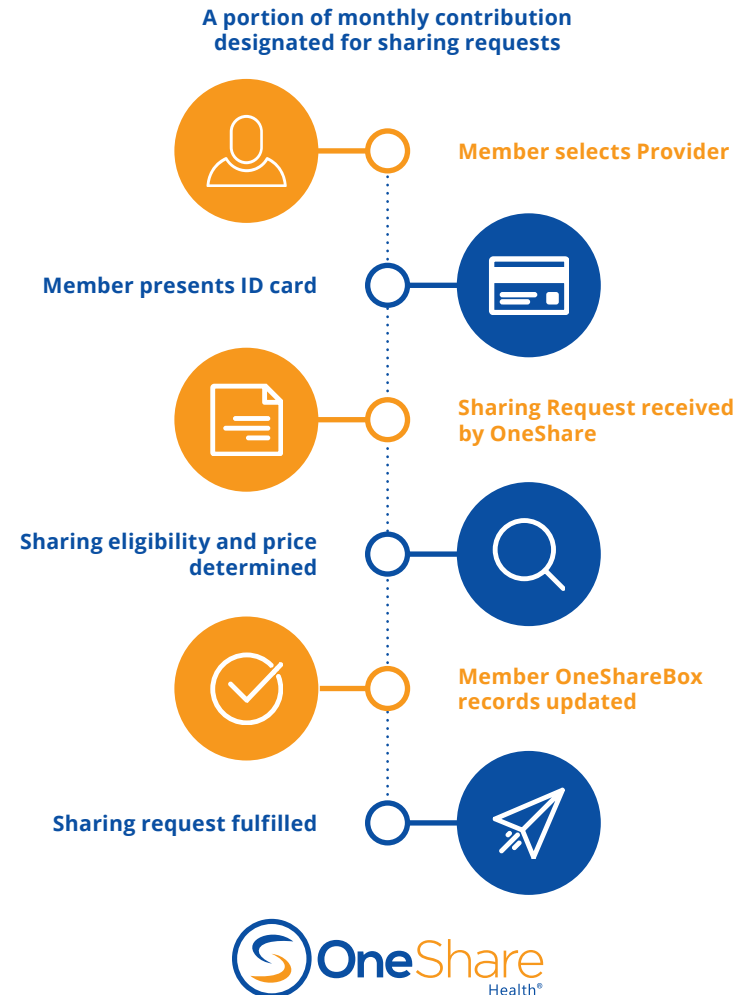 A portion of monthly contribution
designated for sharing requests
Member selects Provider
Member presents ID card
Sharing Request received
by OneShare
Sharing eligibility and price
determined
Member OneShareBox
records updated
Sharing request fulfilled
OneShare
Health®